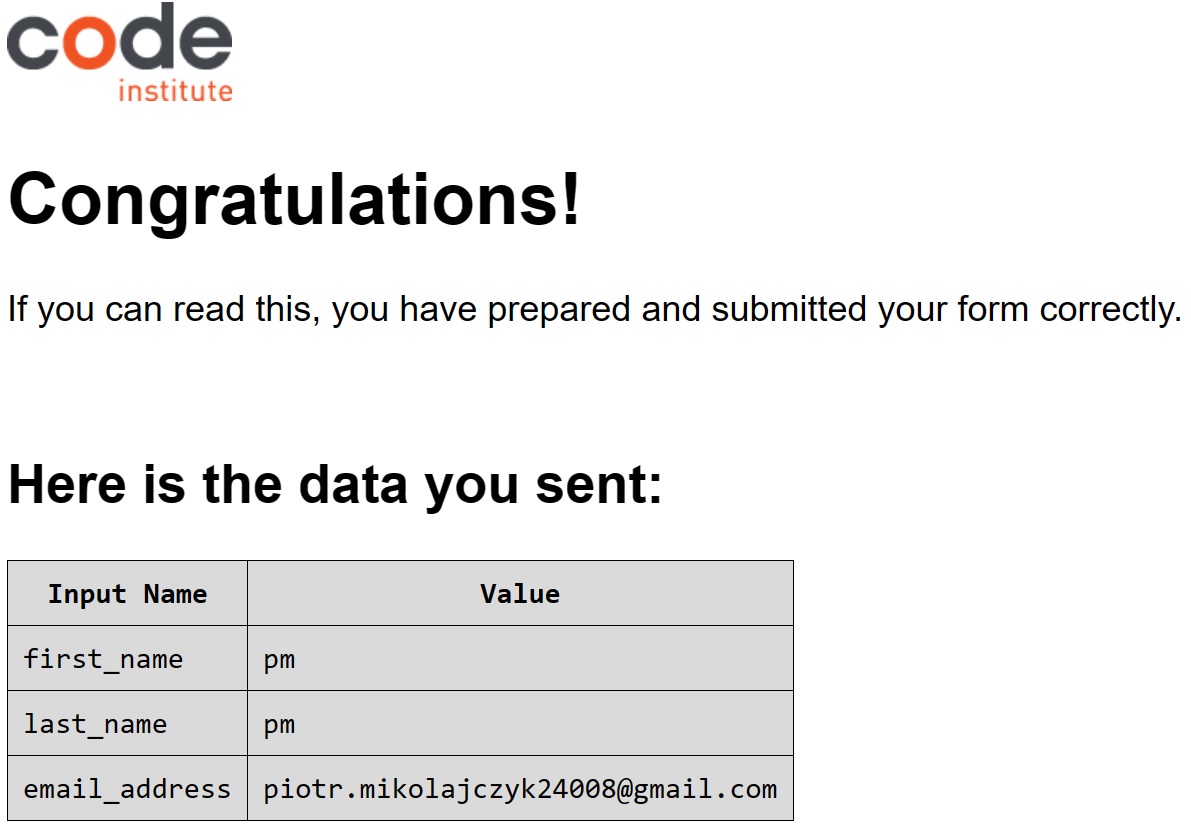 code
institute
Congratulations!
If you can read this, you have prepared and submitted your form correctly.
Here is the data you sent:
Input Name Value
first_name pm
last_name pm
email_address piotr.mikolajczyk24008@gmail.com